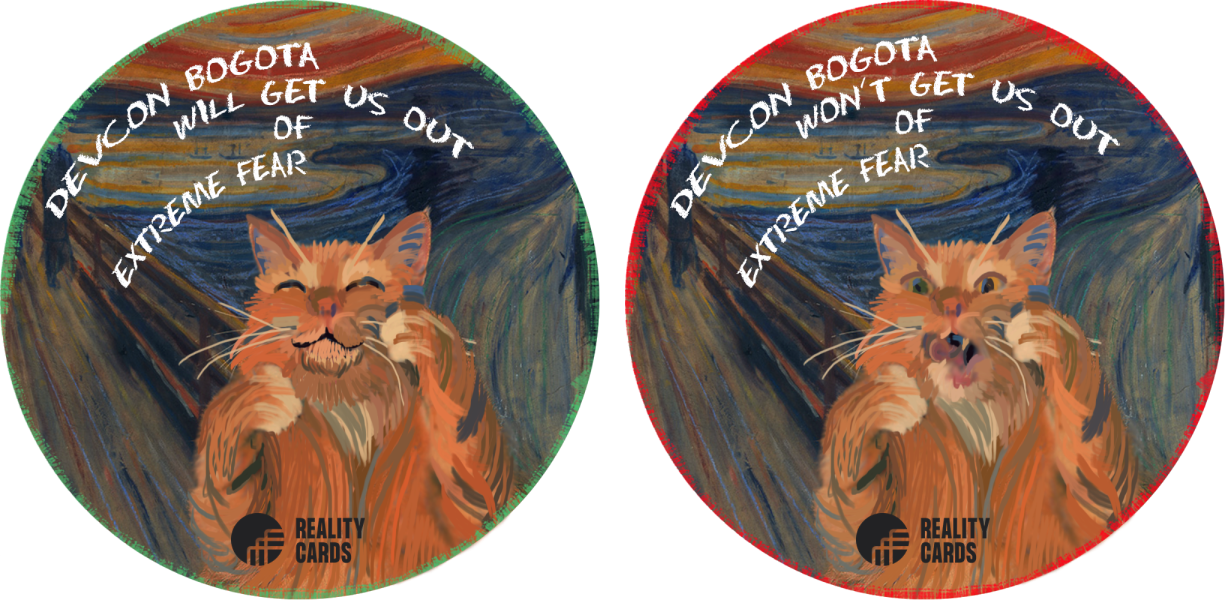 DEVCON BOGOTA
WILL GET US OUT
OF
EXTREME FEAR
REALITY
CARDS
DEVCON BOGOTA
WON'T GET US OUT
OF
EXTREME FEAR
REALITY
CARDS